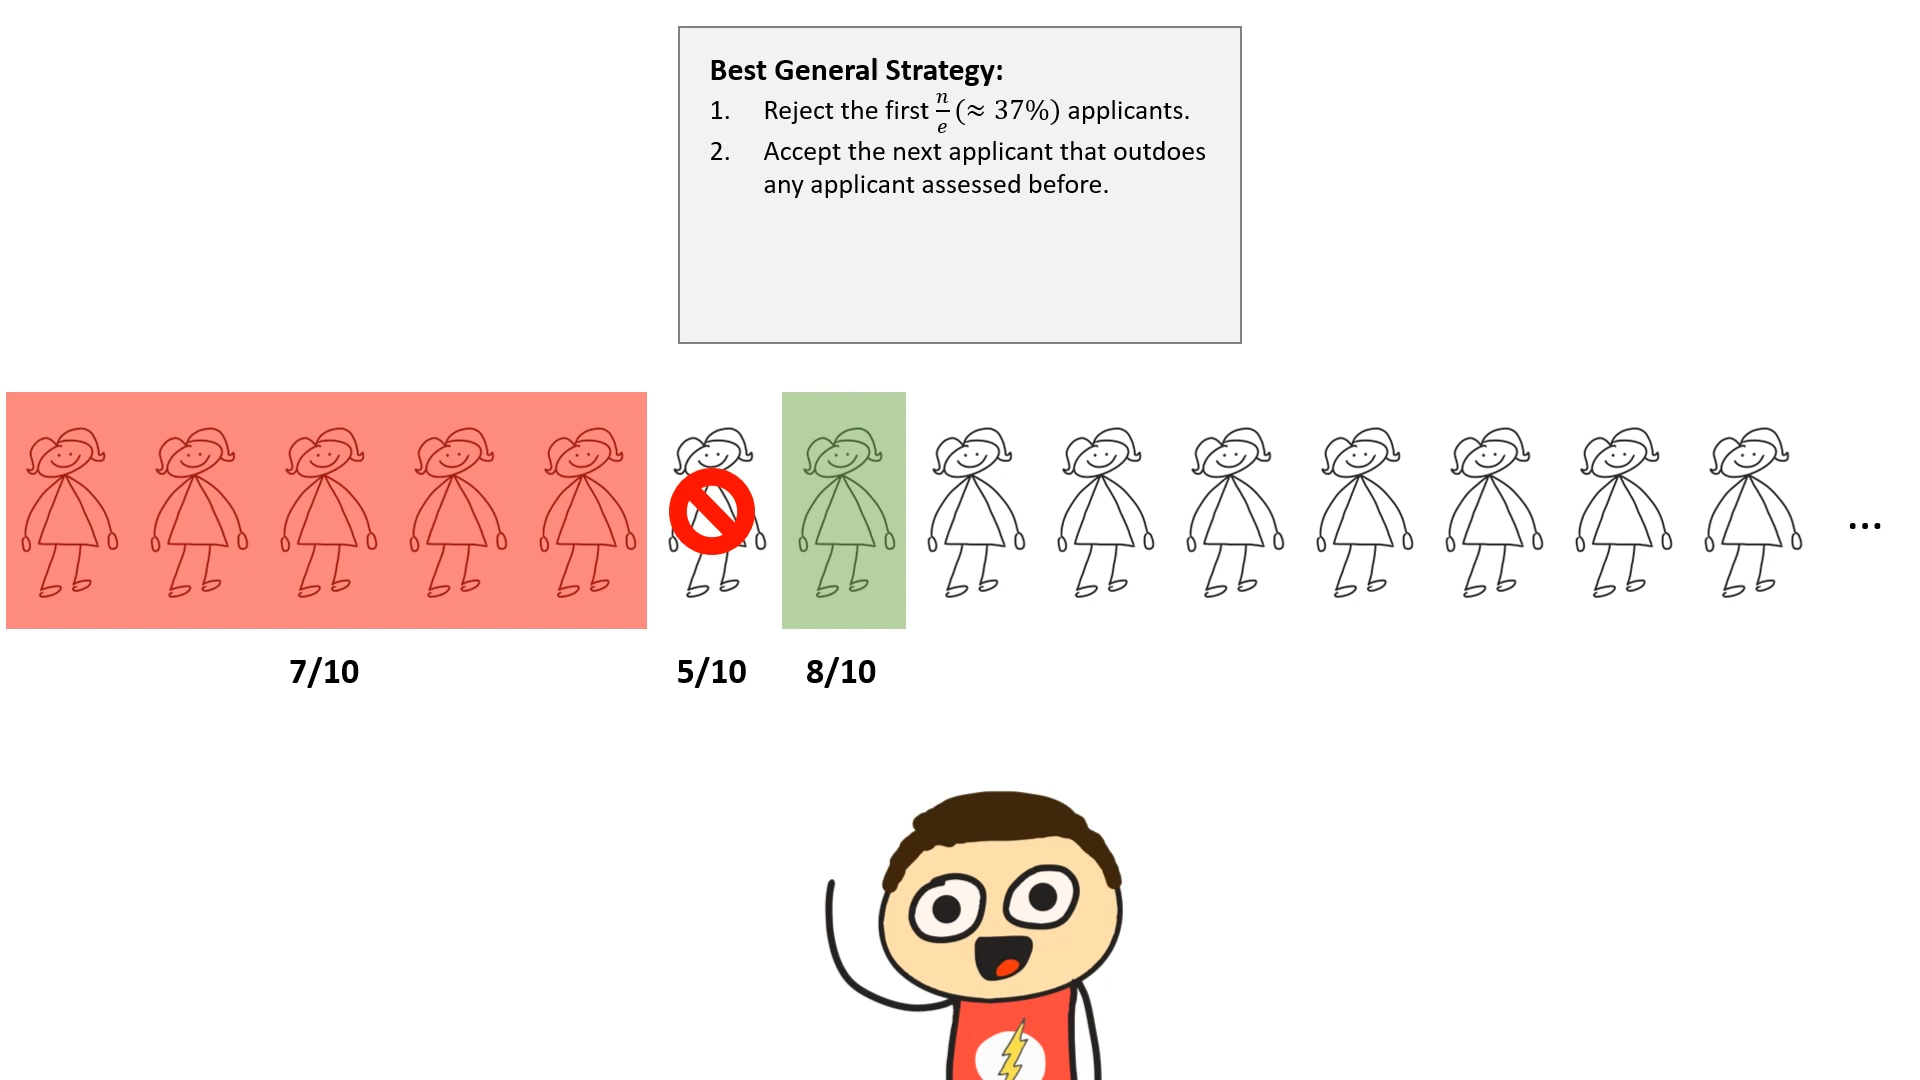 Best General Strategy:
1. Reject the first n/e (≈ 37%) applicants.
2. Accept the next applicant that outdoes
any applicant assessed before.
...
7/10 5/10 8/10